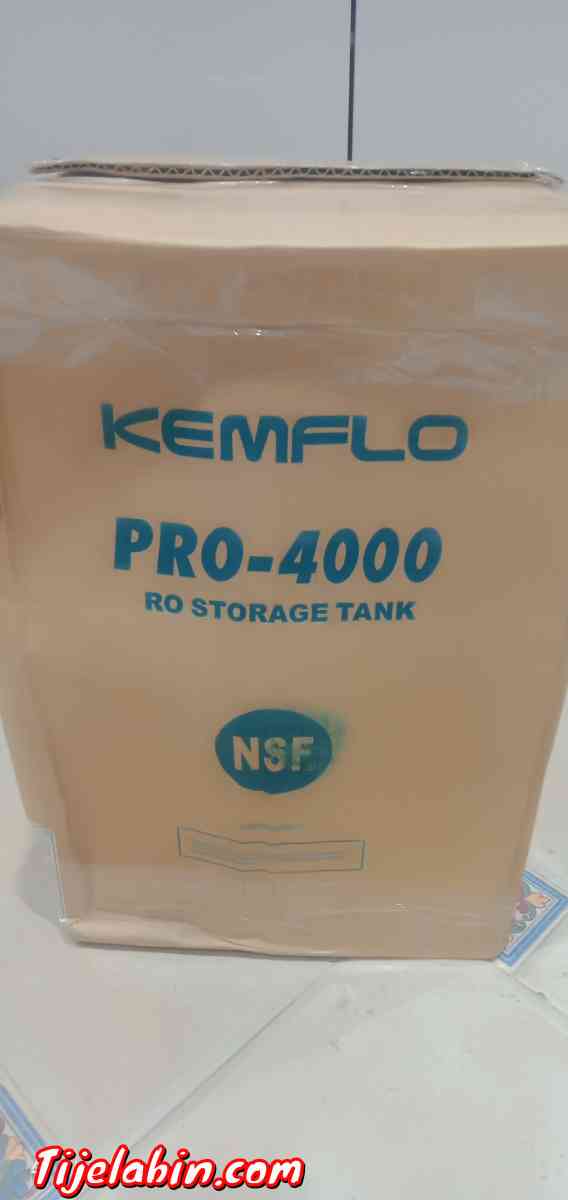 KEMFLO
PRO-4000
RO STORAGE TANK
NSF
Tijelabin.com